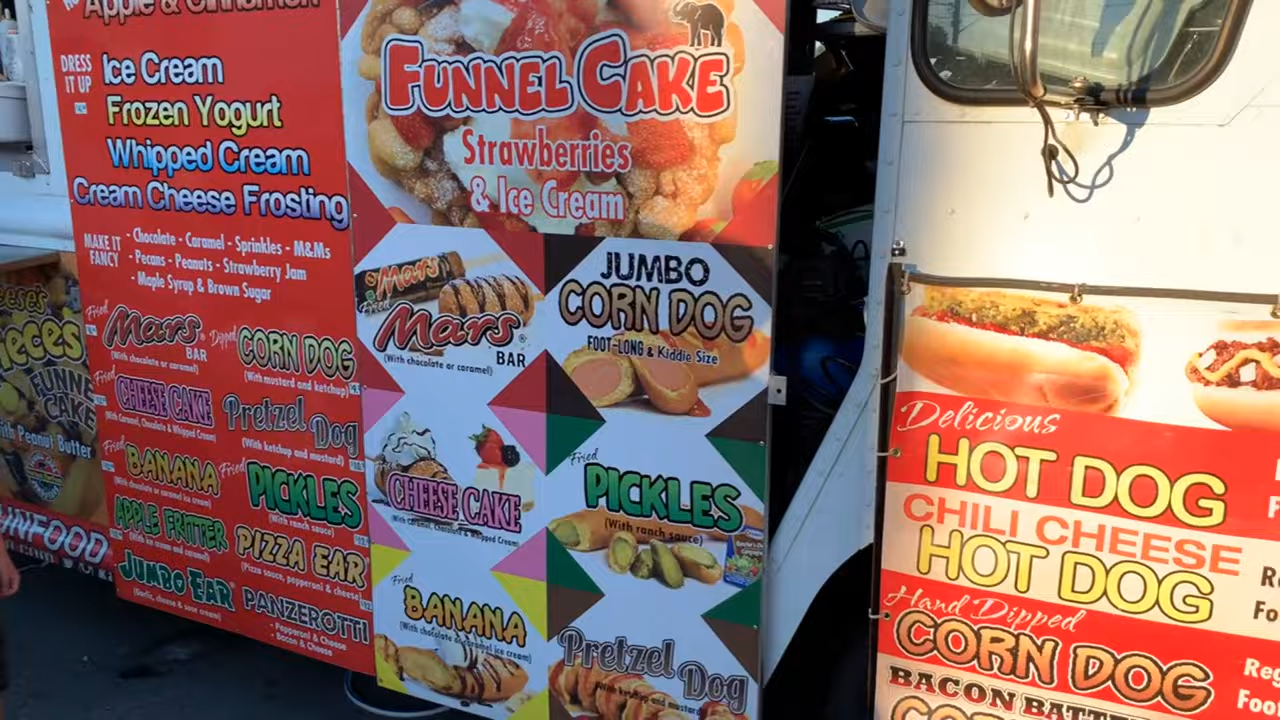 Apple & Cinnamon
DRESS
IT UP
Ice Cream
Frozen Yogurt
Whipped Cream
Cream Cheese Frosting
MAKE IT
FANCY
- Chocolate - Caramel - Sprinkles - M&Ms
- Pecans - Peanuts - Strawberry Jam
- Maple Syrup & Brown Sugar
Fried
Mars BAR
(With chocolate or caramel)
Dipped
CORN DOG
(With mustard and ketchup)
Fried
CHEESE CAKE
(With Caramel, Chocolate & Whipped Cream)
Pretzel Dog
(With ketchup and mustard)
Fried
BANANA
(With chocolate or caramel ice cream)
Fried
PICKLES
(With ranch sauce)
APPLE FRITTER
(With ice cream and caramel)
PIZZA EAR
(Pizza sauce, pepperoni & cheese)
JUMBO EAR
(Garlic, cheese & sour cream)
PANZEROTTI
- Pepperoni & Cheese
- Bacon & Cheese
FUNNEL CAKE
Strawberries
& Ice Cream
Mars
Fried
Mars BAR
(With chocolate or caramel)
JUMBO
CORN DOG
FOOT-LONG & Kiddie Size
CHEESE CAKE
(With Caramel, Chocolate & Whipped Cream)
Fried
PICKLES
(With ranch sauce)
Fried
BANANA
(With chocolate or caramel ice cream)
Pretzel Dog
(With ketchup and mustard)
FUNNE
CAKE
ith Peanut Butter
INFOOD
Delicious
HOT DOG
CHILI CHEESE
HOT DOG
Hand Dipped
CORN DOG
Reg
Foo
BACON BATT